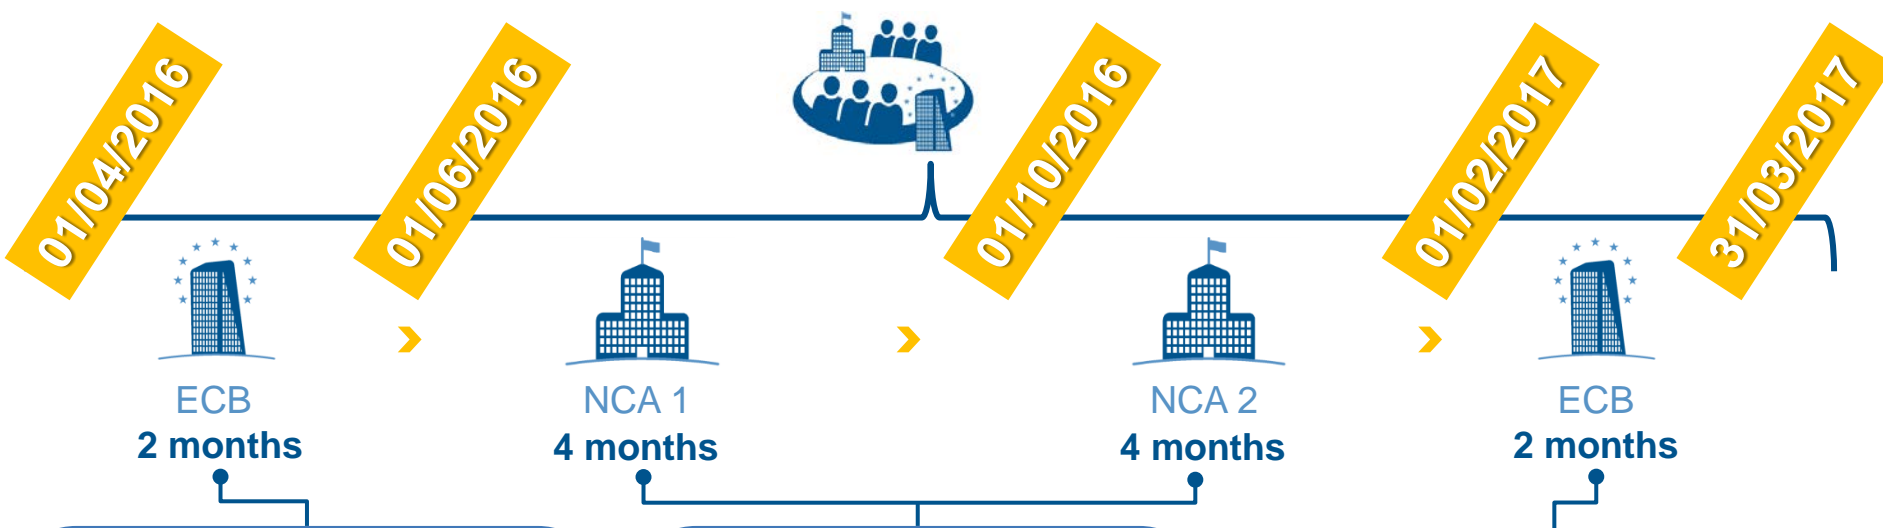 01/04/2016
01/06/2016
01/10/2016
01/02/2017
31/03/2017
ECB
2 months
NCA 1
4 months
NCA 2
4 months
ECB
2 months